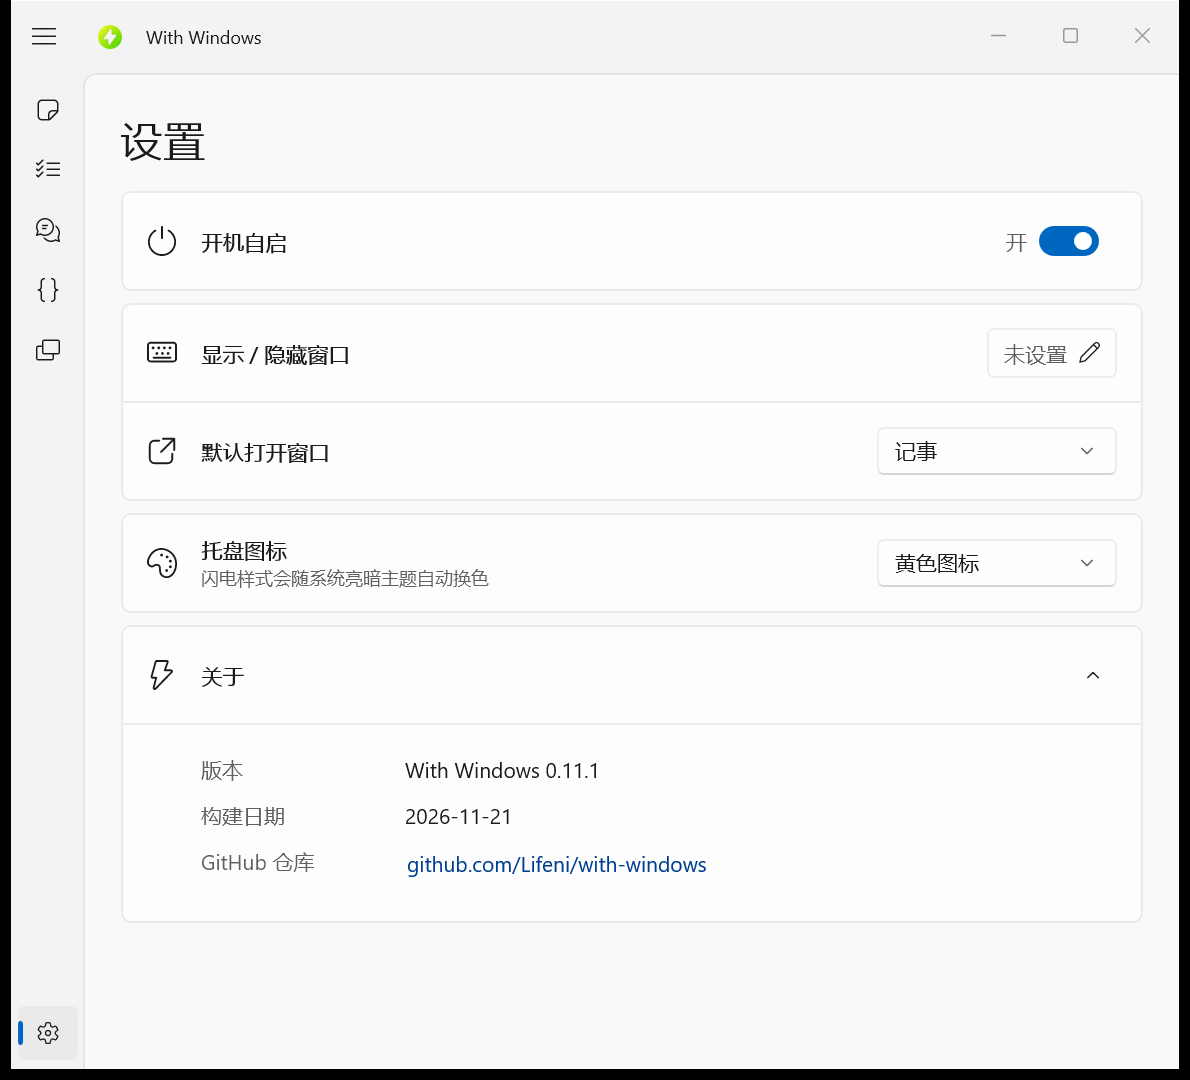 With Windows
设置
开机自启
开
显示 / 隐藏窗口
未设置
默认打开窗口
记事
托盘图标
闪电样式会随系统亮暗主题自动换色
黄色图标
关于
版本
With Windows 0.11.1
构建日期
2026-11-21
GitHub 仓库
github.com/Lifeni/with-windows